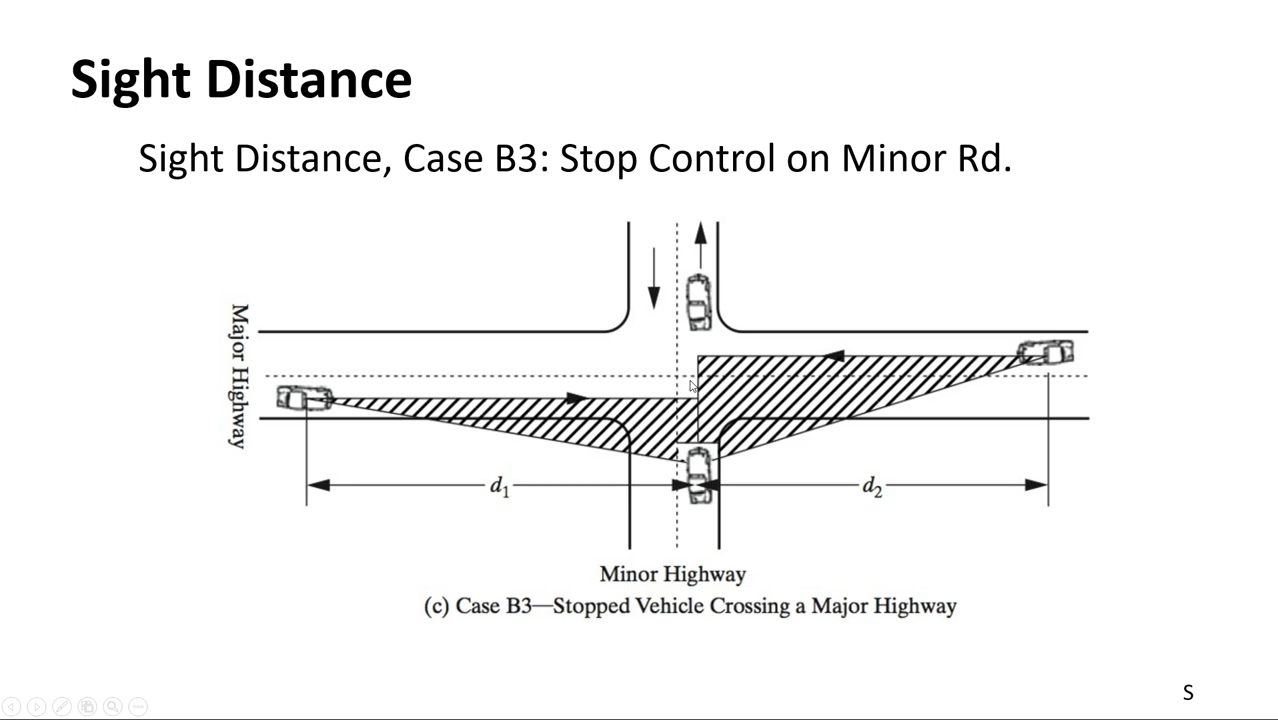 Sight Distance
Sight Distance, Case B3: Stop Control on Minor Rd.
Major Highway
d₁
d₂
Minor Highway
(c) Case B3—Stopped Vehicle Crossing a Major Highway
S